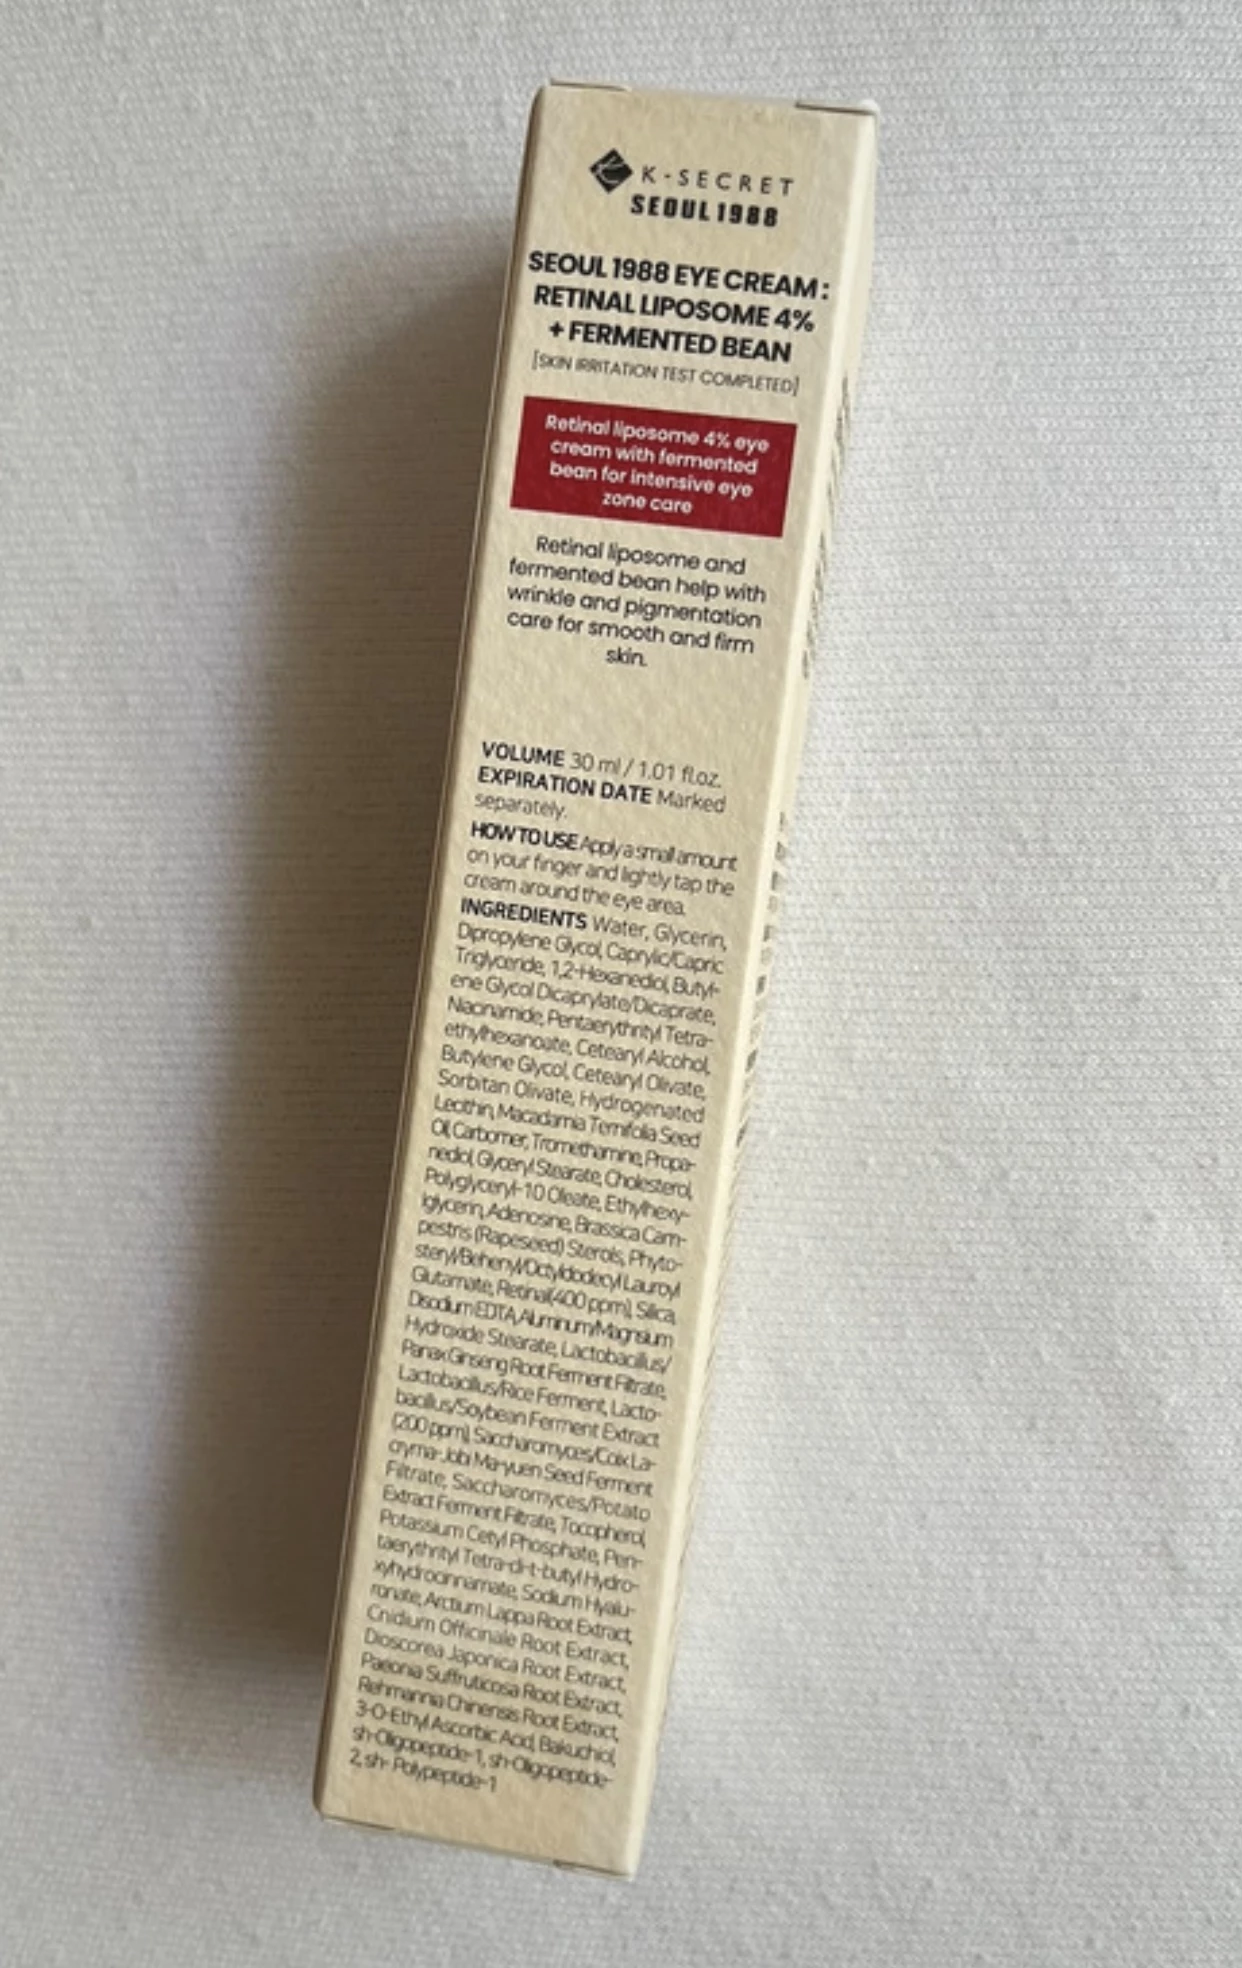 K-SECRET
SEOUL 1988
SEOUL 1988 EYE CREAM :
RETINAL LIPOSOME 4%
+ FERMENTED BEAN
[SKIN IRRITATION TEST COMPLETED]
Retinal liposome 4% eye
cream with fermented
bean for intensive eye
zone care
Retinal liposome and
fermented bean help with
wrinkle and pigmentation
care for smooth and firm
skin.
VOLUME 30 ml / 1.01 fl.oz.
EXPIRATION DATE Marked
separately.
HOW TO USE Apply a small amount
on your finger and lightly tap the
cream around the eye area.
INGREDIENTS Water, Glycerin,
Dipropylene Glycol, Caprylic/Capric
Triglyceride, 1,2-Hexanediol, Butyl-
ene Glycol Dicaprylate/Dicaprate,
Niacinamide, Pentaerythrityl Tetra-
ethylhexanoate, Cetearyl Alcohol,
Butylene Glycol, Cetearyl Olivate,
Sorbitan Olivate, Hydrogenated
Lecithin, Macadamia Ternifolia Seed
Oil, Carbomer, Tromethamine, Propa-
nediol, Glyceryl Stearate, Cholesterol,
Polyglyceryl-10 Oleate, Ethylhexy-
lglycerin, Adenosine, Brassica Cam-
pestris (Rapeseed) Sterols, Phyto-
steryl/Behenyl/Octyldodecyl Lauroyl
Glutamate, Retinal(400 ppm), Silica,
Disodium EDTA, Aluminum/Magnsium
Hydroxide Stearate, Lactobacillus/
Panax Ginseng Root Ferment Filtrate,
Lactobacillus/Rice Ferment, Lacto-
bacillus/Soybean Ferment Extract
(200 ppm), Saccharomyces/Coix La-
cryma-Jobi Ma-yuen Seed Ferment
Filtrate, Saccharomyces/Potato
Extract Ferment Filtrate, Tocopherol,
Potassium Cetyl Phosphate, Pen-
taerythrityl Tetra-di-t-butyl Hydro-
xyhydrocinnamate, Sodium Hyalu-
ronate, Arctium Lappa Root Extract,
Cnidium Officinale Root Extract,
Dioscorea Japonica Root Extract,
Paeonia Suffruticosa Root Extract,
Rehmannia Chinensis Root Extract,
3-O-Ethyl Ascorbic Acid, Bakuchiol,
sh-Oligopeptide-1, sh-Oligopeptide-
2, sh- Polypeptide-1